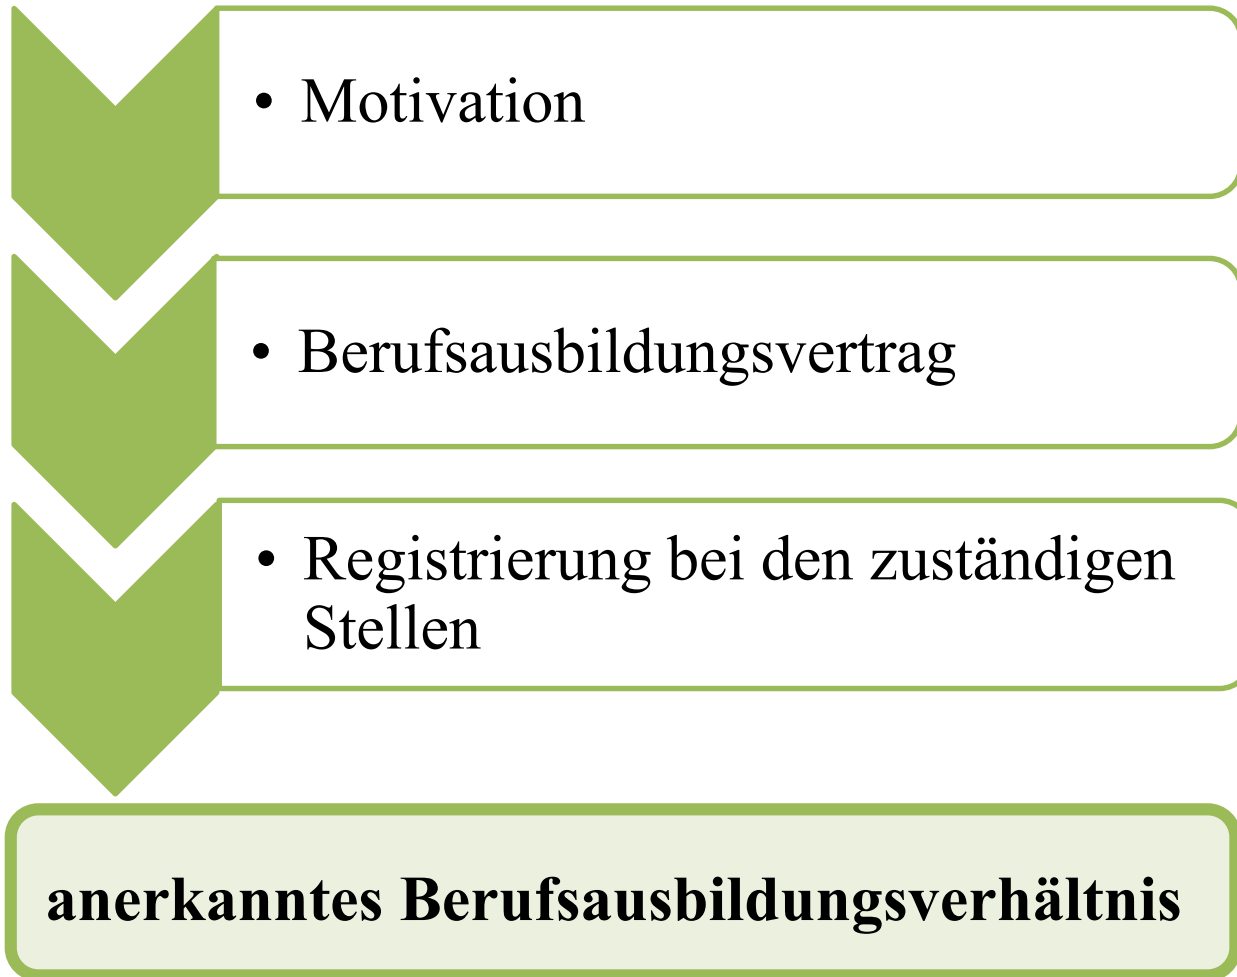 • Motivation
• Berufsausbildungsvertrag
• Registrierung bei den zuständigen
Stellen
anerkanntes Berufsausbildungsverhältnis